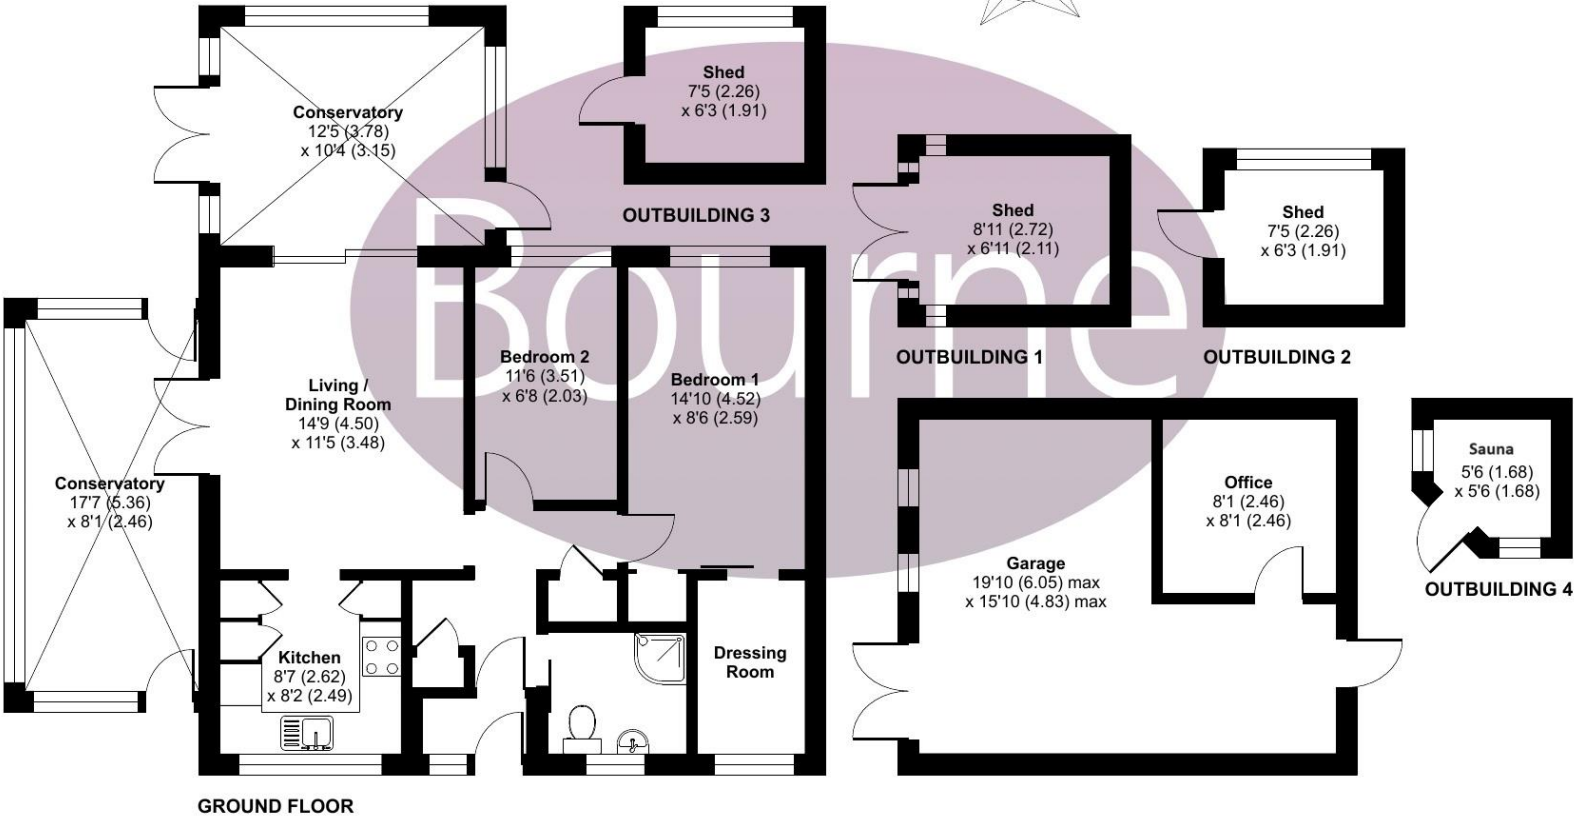 Conservatory
12'5 (3.78)
x 10'4 (3.15)
Shed
7'5 (2.26)
x 6'3 (1.91)
OUTBUILDING 3
Shed
8'11 (2.72)
x 6'11 (2.11)
OUTBUILDING 1
Shed
7'5 (2.26)
x 6'3 (1.91)
OUTBUILDING 2
Bourne
Living /
Dining Room
14'9 (4.50)
x 11'5 (3.48)
Bedroom 2
11'6 (3.51)
x 6'8 (2.03)
Bedroom 1
14'10 (4.52)
x 8'6 (2.59)
Conservatory
17'7 (5.36)
x 8'1 (2.46)
Garage
19'10 (6.05) max
x 15'10 (4.83) max
Office
8'1 (2.46)
x 8'1 (2.46)
Sauna
5'6 (1.68)
x 5'6 (1.68)
OUTBUILDING 4
Kitchen
8'7 (2.62)
x 8'2 (2.49)
Dressing
Room
GROUND FLOOR